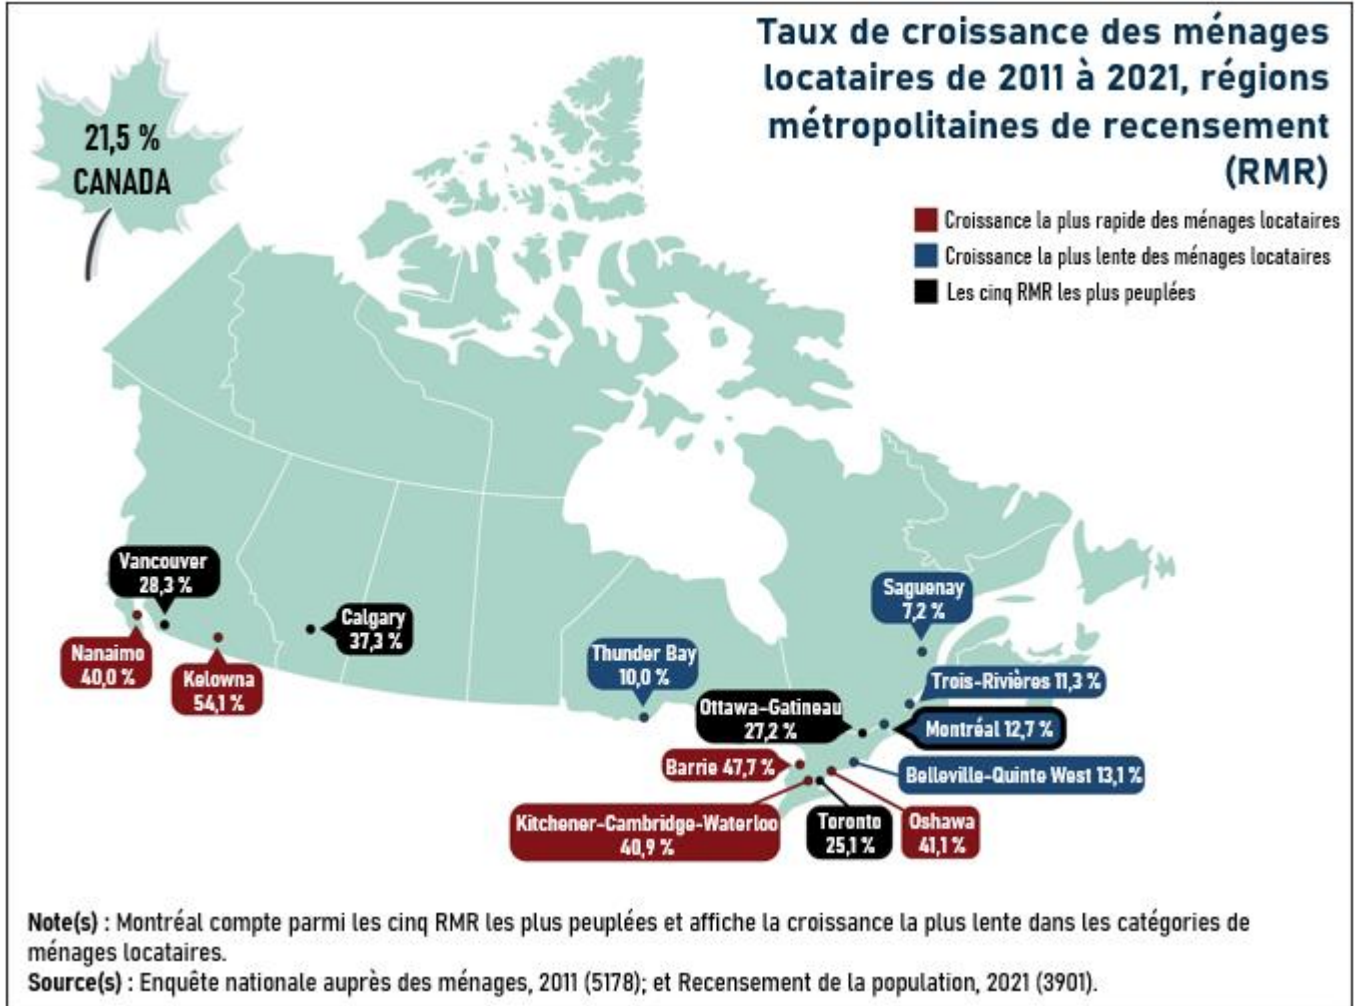 Taux de croissance des ménages
locataires de 2011 à 2021, régions
métropolitaines de recensement
(RMR)
21,5 %
CANADA
Croissance la plus rapide des ménages locataires
Croissance la plus lente des ménages locataires
Les cinq RMR les plus peuplées
Vancouver
28,3 %
Calgary
37,3 %
Nanaimo
40,0 %
Kelowna
54,1 %
Thunder Bay
10,0 %
Saguenay
7,2 %
Trois-Rivières 11,3 %
Ottawa–Gatineau
27,2 %
Montréal 12,7 %
Barrie 47,7 %
Belleville-Quinte West 13,1 %
Kitchener-Cambridge-Waterloo
40,9 %
Toronto
25,1 %
Oshawa
41,1 %
Note(s) : Montréal compte parmi les cinq RMR les plus peuplées et affiche la croissance la plus lente dans les catégories de
ménages locataires.
Source(s) : Enquête nationale auprès des ménages, 2011 (5178); et Recensement de la population, 2021 (3901).